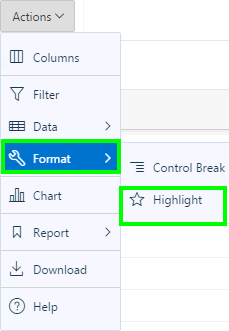 Actions
Columns
Filter
Data
Format
Control Break
Highlight
Chart
Report
Download
Help